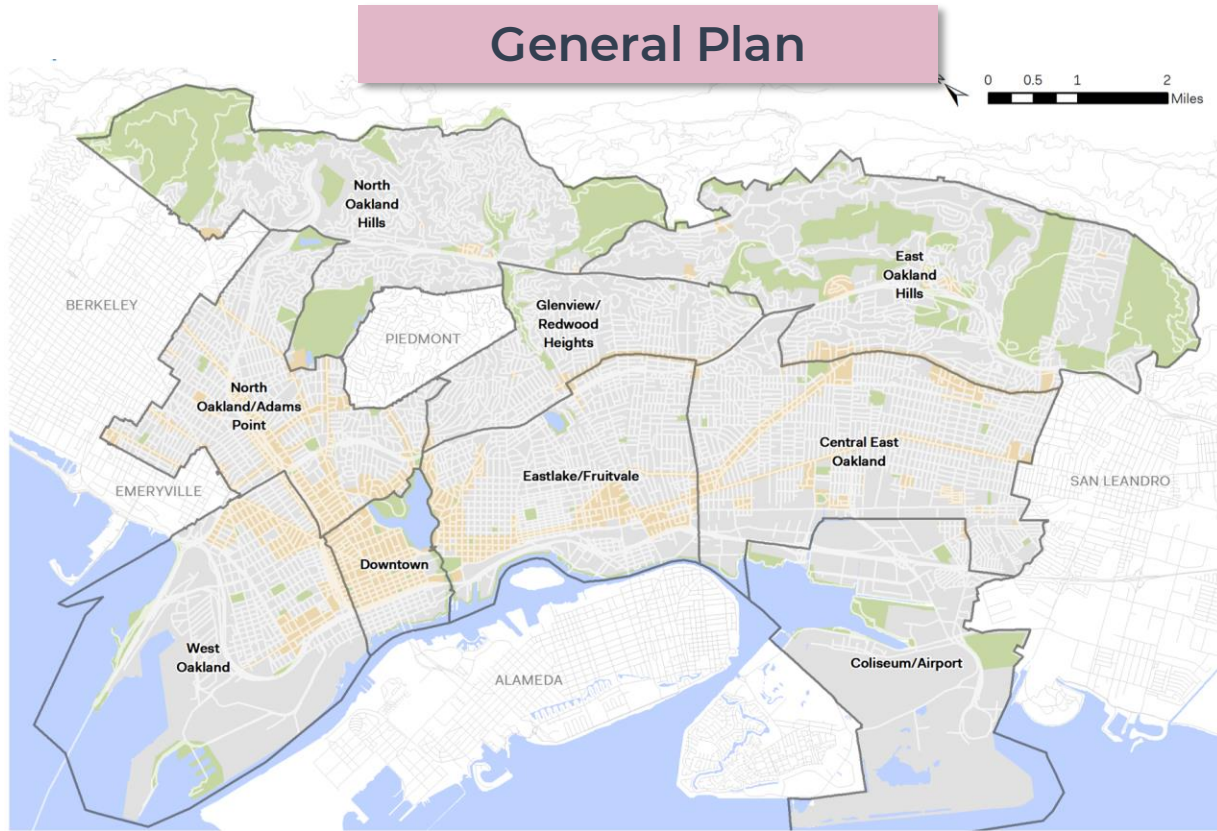 General Plan
0 0.5 1 2
Miles
North
Oakland
Hills
East
Oakland
Hills
BERKELEY
Glenview/
Redwood
Heights
PIEDMONT
North
Oakland/Adams
Point
Central East
Oakland
Eastlake/Fruitvale
SAN LEANDRO
EMERYVILLE
Downtown
West
Oakland
Coliseum/Airport
ALAMEDA